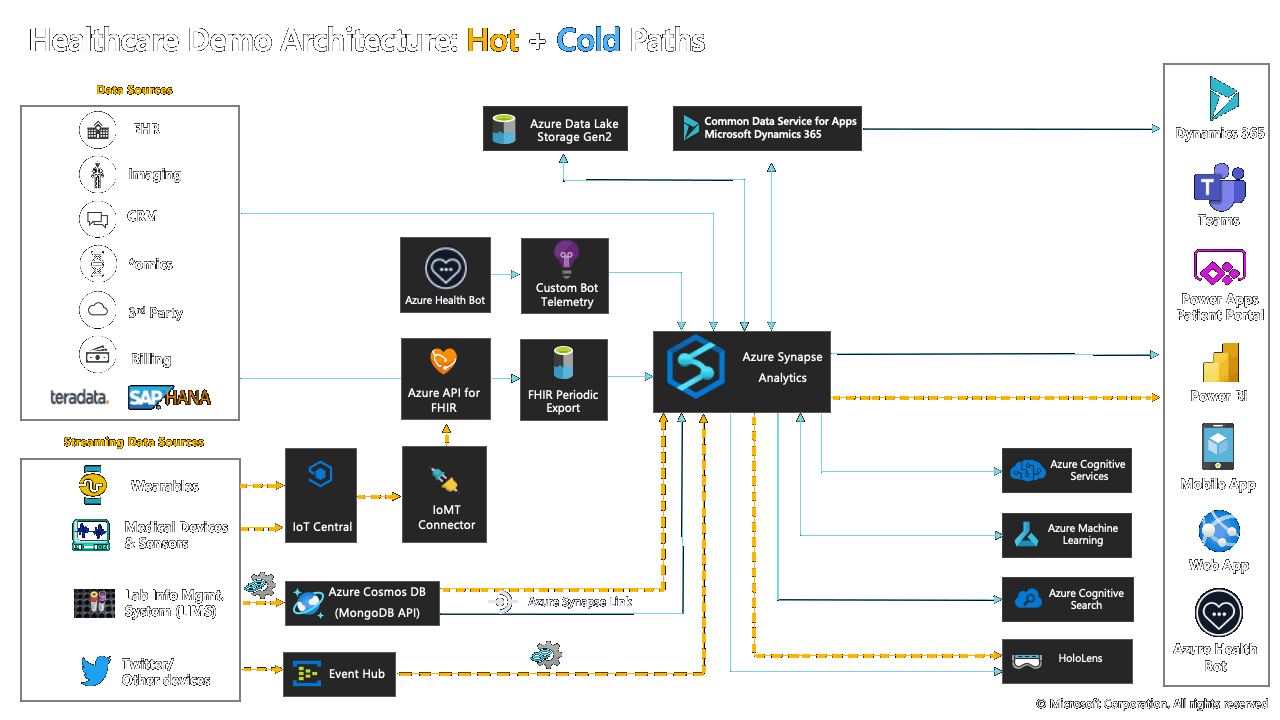 Healthcare Demo Architecture: Hot + Cold Paths
Data Sources
EHR
Imaging
CRM
'omics
3rd Party
Billing
teradata.
SAP HANA
Streaming Data Sources
Wearables
Medical Devices
& Sensors
Lab Info Mgmt.
System (LIMS)
Twitter/
Other devices
Azure Data Lake
Storage Gen2
Common Data Service for Apps
Microsoft Dynamics 365
Azure Health Bot
Custom Bot
Telemetry
Azure API for
FHIR
FHIR Periodic
Export
Azure Synapse
Analytics
IoT Central
IoMT
Connector
Azure Cosmos DB
(MongoDB API)
Azure Synapse Link
Event Hub
Azure Cognitive
Services
Azure Machine
Learning
Azure Cognitive
Search
HoloLens
Dynamics 365
Teams
Power Apps
Patient Portal
Power BI
Mobile App
Web App
Azure Health
Bot
© Microsoft Corporation. All rights reserved